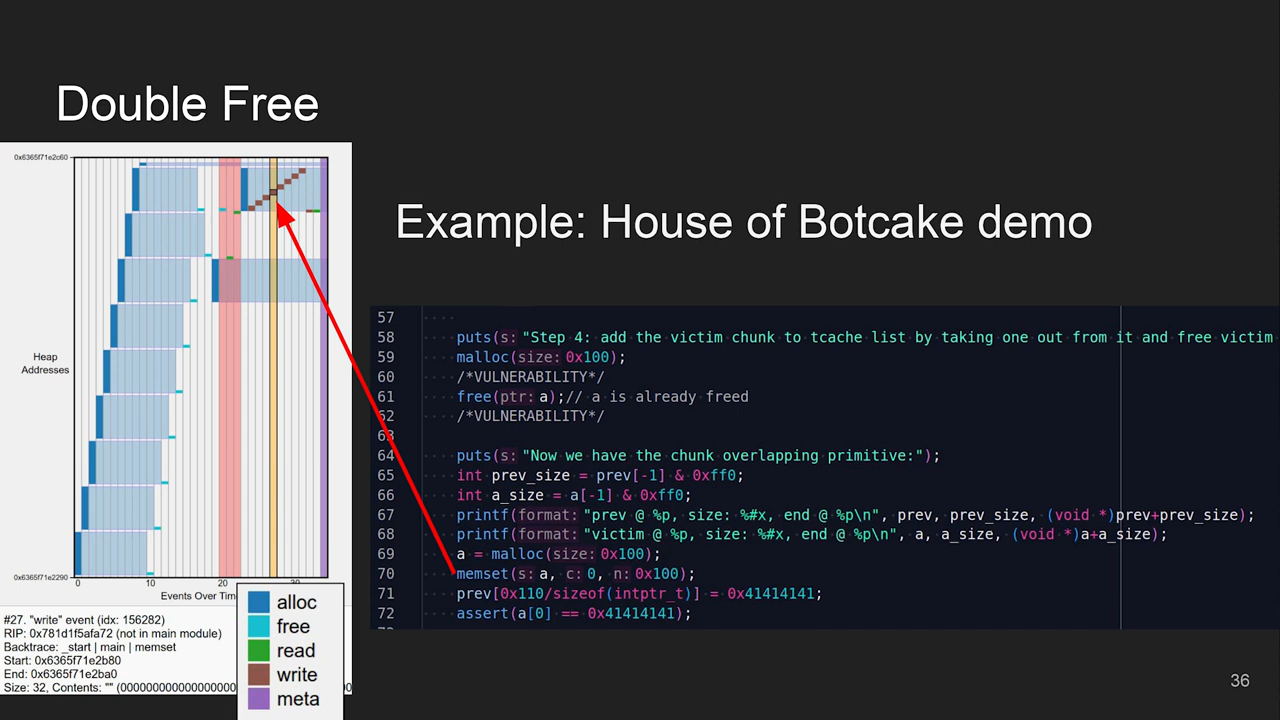 Double Free
0x6365f71e2c60
Heap
Addresses
0x6365f71e2290
0 10 20 30
Events Over Tim
#27. "write" event (idx: 156282)
RIP: 0x781d1f5afa72 (not in main module)
Backtrace: _start | main | memset
Start: 0x6365f71e2b80
End: 0x6365f71e2ba0
Size: 32, Contents: "" (0000000000000000000
alloc
free
read
write
meta
Example: House of Botcake demo
57
58 puts(s: "Step 4: add the victim chunk to tcache list by taking one out from it and free victim
59 malloc(size: 0x100);
60 /*VULNERABILITY*/
61 free(ptr: a);// a is already freed
62 /*VULNERABILITY*/
63
64 puts(s: "Now we have the chunk overlapping primitive:");
65 int prev_size = prev[-1] & 0xff0;
66 int a_size = a[-1] & 0xff0;
67 printf(format: "prev @ %p, size: %#x, end @ %p\n", prev, prev_size, (void *)prev+prev_size);
68 printf(format: "victim @ %p, size: %#x, end @ %p\n", a, a_size, (void *)a+a_size);
69 a = malloc(size: 0x100);
70 memset(s: a, c: 0, n: 0x100);
71 prev[0x110/sizeof(intptr_t)] = 0x41414141;
72 assert(a[0] == 0x41414141);
36